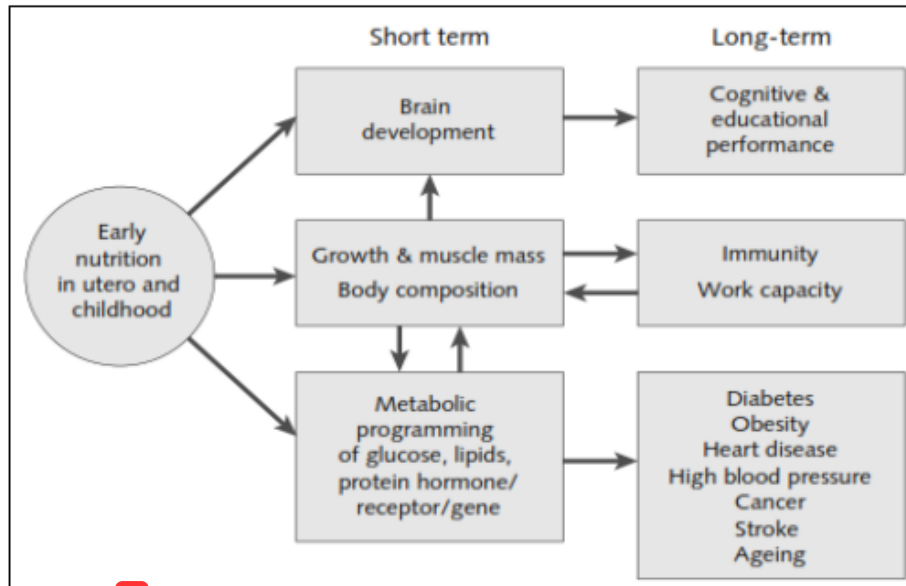 Short term
Long-term
Brain
development
Cognitive &
educational
performance
Early
nutrition
in utero and
childhood
Growth & muscle mass
Body composition
Immunity
Work capacity
Metabolic
programming
of glucose, lipids,
protein hormone/
receptor/gene
Diabetes
Obesity
Heart disease
High blood pressure
Cancer
Stroke
Ageing